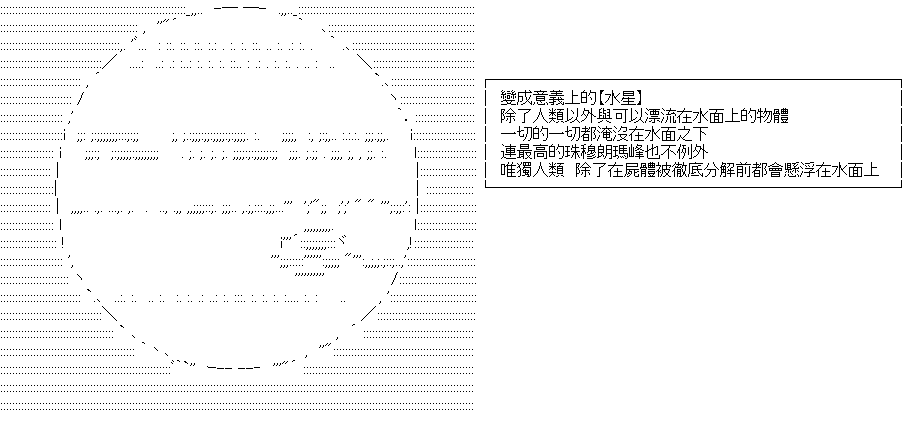 變成意義上的【水星】
除了人類以外與可以漂流在水面上的物體
一切的一切都淹沒在水面之下
連最高的珠穆朗瑪峰也不例外
唯獨人類　除了在屍體被徹底分解前都會懸浮在水面上